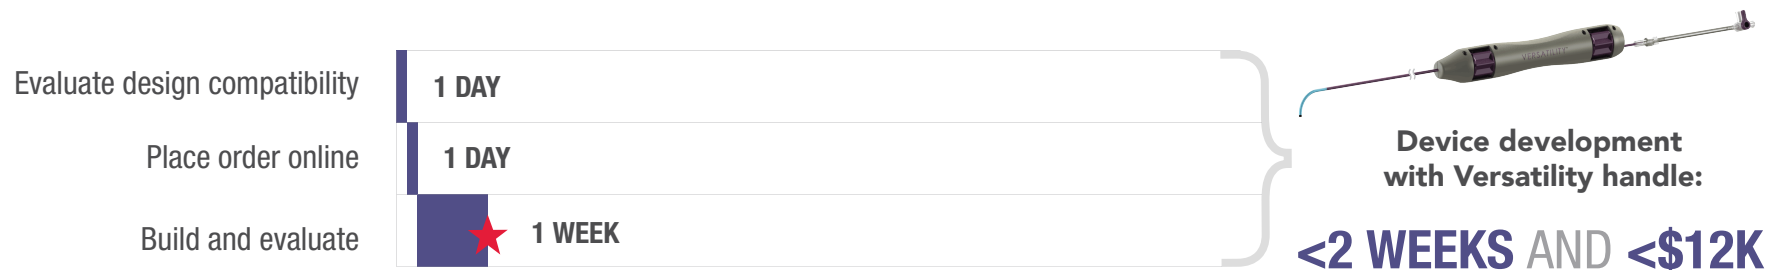 Evaluate design compatibility
1 DAY
Place order online
1 DAY
Build and evaluate
1 WEEK
VERSATILITY
Device development
with Versatility handle:
<2 WEEKS AND <$12K